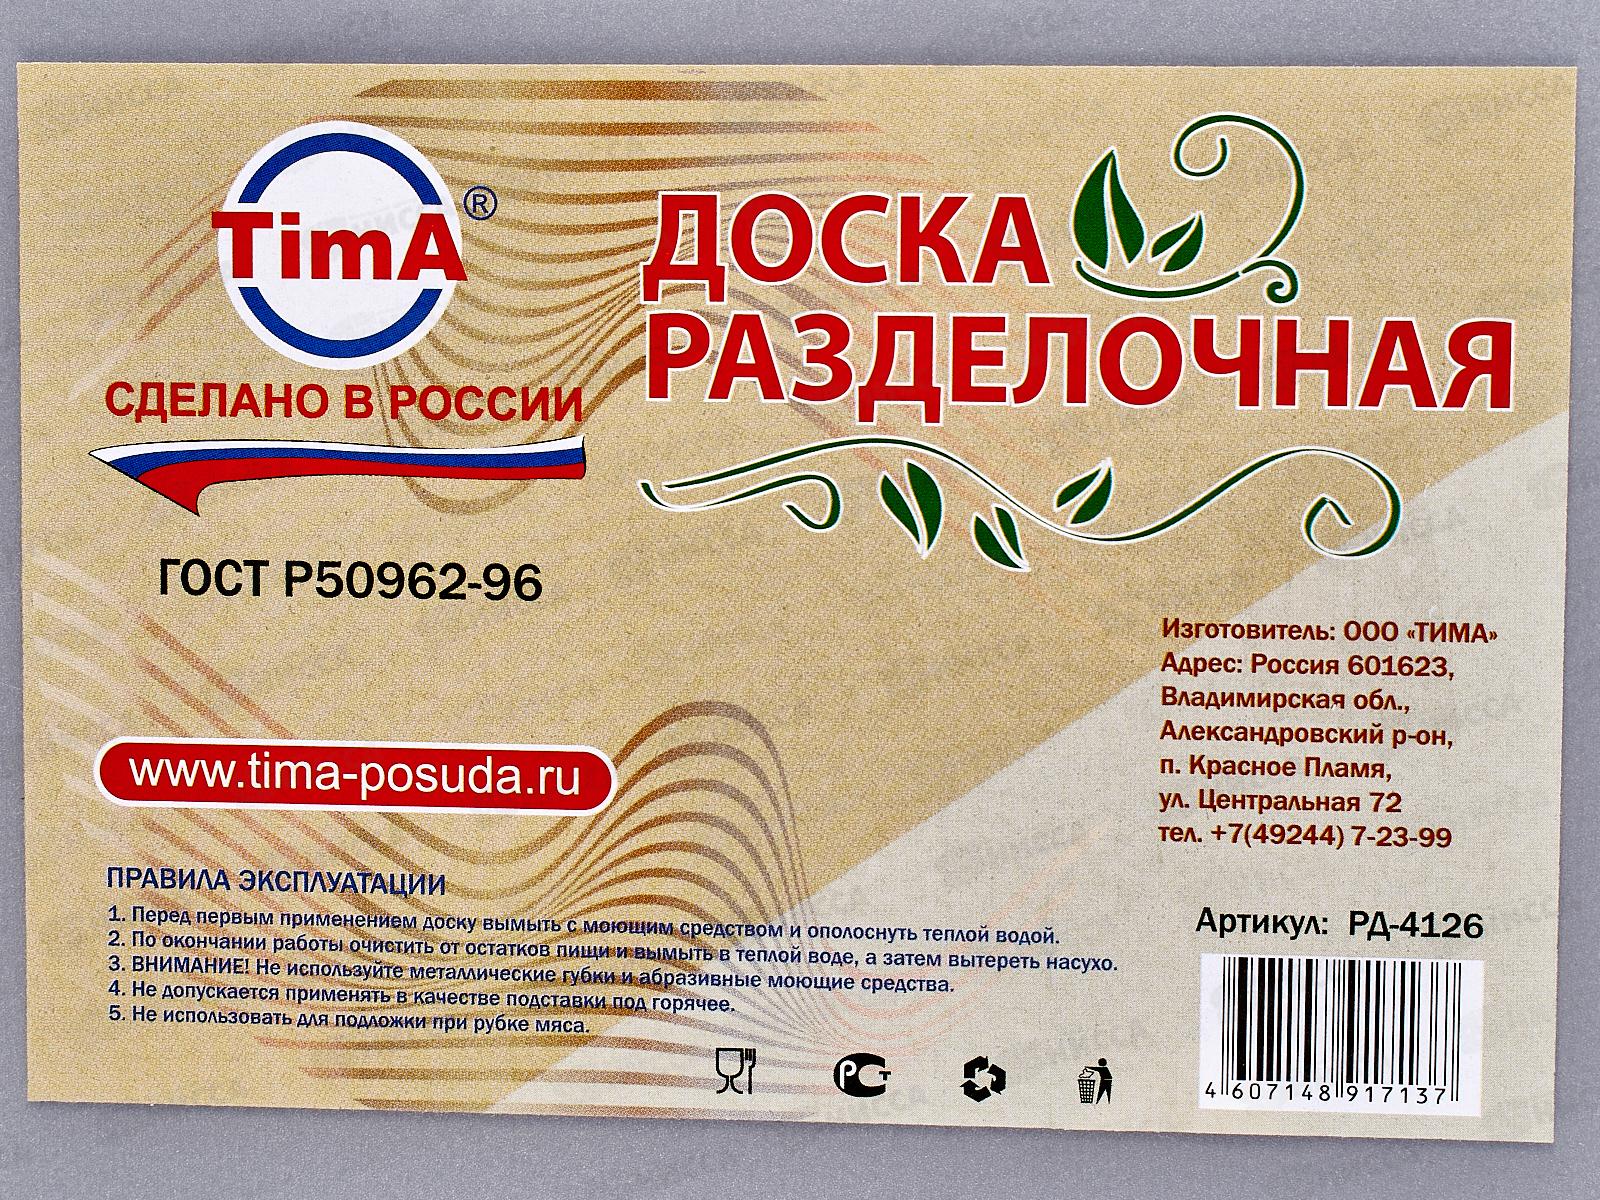 TimA®
СДЕЛАНО В РОССИИ
ГОСТ Р50962-96
www.tima-posuda.ru
ДОСКА
РАЗДЕЛОЧНАЯ
Изготовитель: ООО «ТИМА»
Адрес: Россия 601623,
Владимирская обл.,
Александровский р-он,
п. Красное Пламя,
ул. Центральная 72
тел. +7(49244) 7-23-99
ПРАВИЛА ЭКСПЛУАТАЦИИ
1. Перед первым применением доску вымыть с моющим средством и ополоснуть теплой водой.
2. По окончании работы очистить от остатков пищи и вымыть в теплой воде, а затем вытереть насухо.
3. ВНИМАНИЕ! Не используйте металлические губки и абразивные моющие средства.
4. Не допускается применять в качестве подставки под горячее.
5. Не использовать для подложки при рубке мяса.
РСТ
Артикул: РД-4126
4 607148 917137